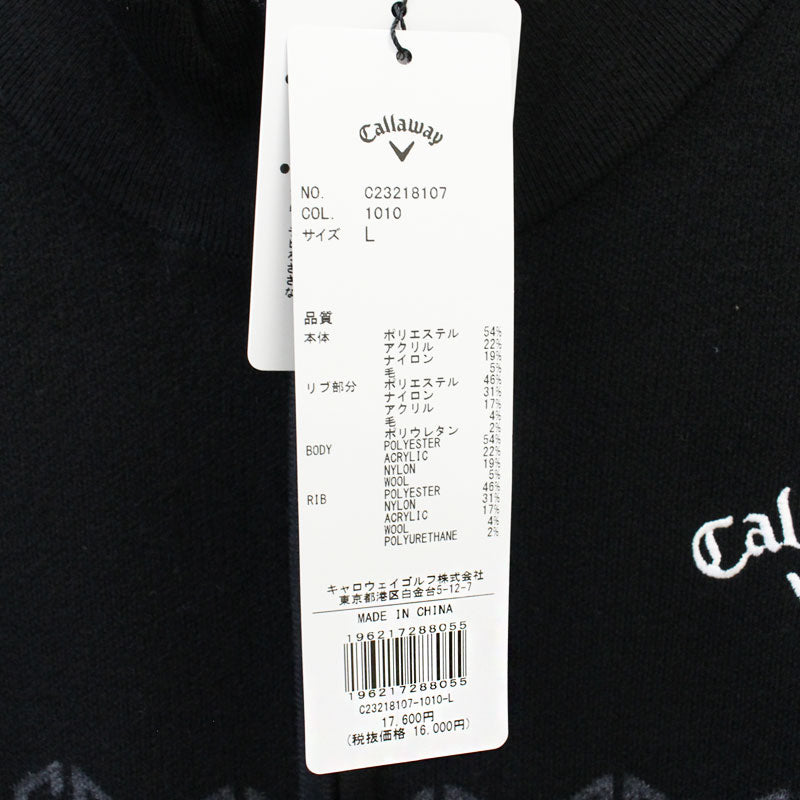 Callaway
NO. C23218107
COL. 1010
サイズ L
品質
本体 ポリエステル 54%
アクリル 22%
ナイロン 19%
毛 5%
リブ部分 ポリエステル 46%
ナイロン 31%
アクリル 17%
毛 4%
ポリウレタン 2%
BODY POLYESTER 54%
ACRYLIC 22%
NYLON 19%
WOOL 5%
RIB POLYESTER 46%
NYLON 31%
ACRYLIC 17%
WOOL 4%
POLYURETHANE 2%
キャロウェイゴルフ株式会社
東京都港区白金台5-12-7
MADE IN CHINA
196217288055
196217288055
C23218107-1010-L
17.600円
(税抜価格 16.000円)
Cal